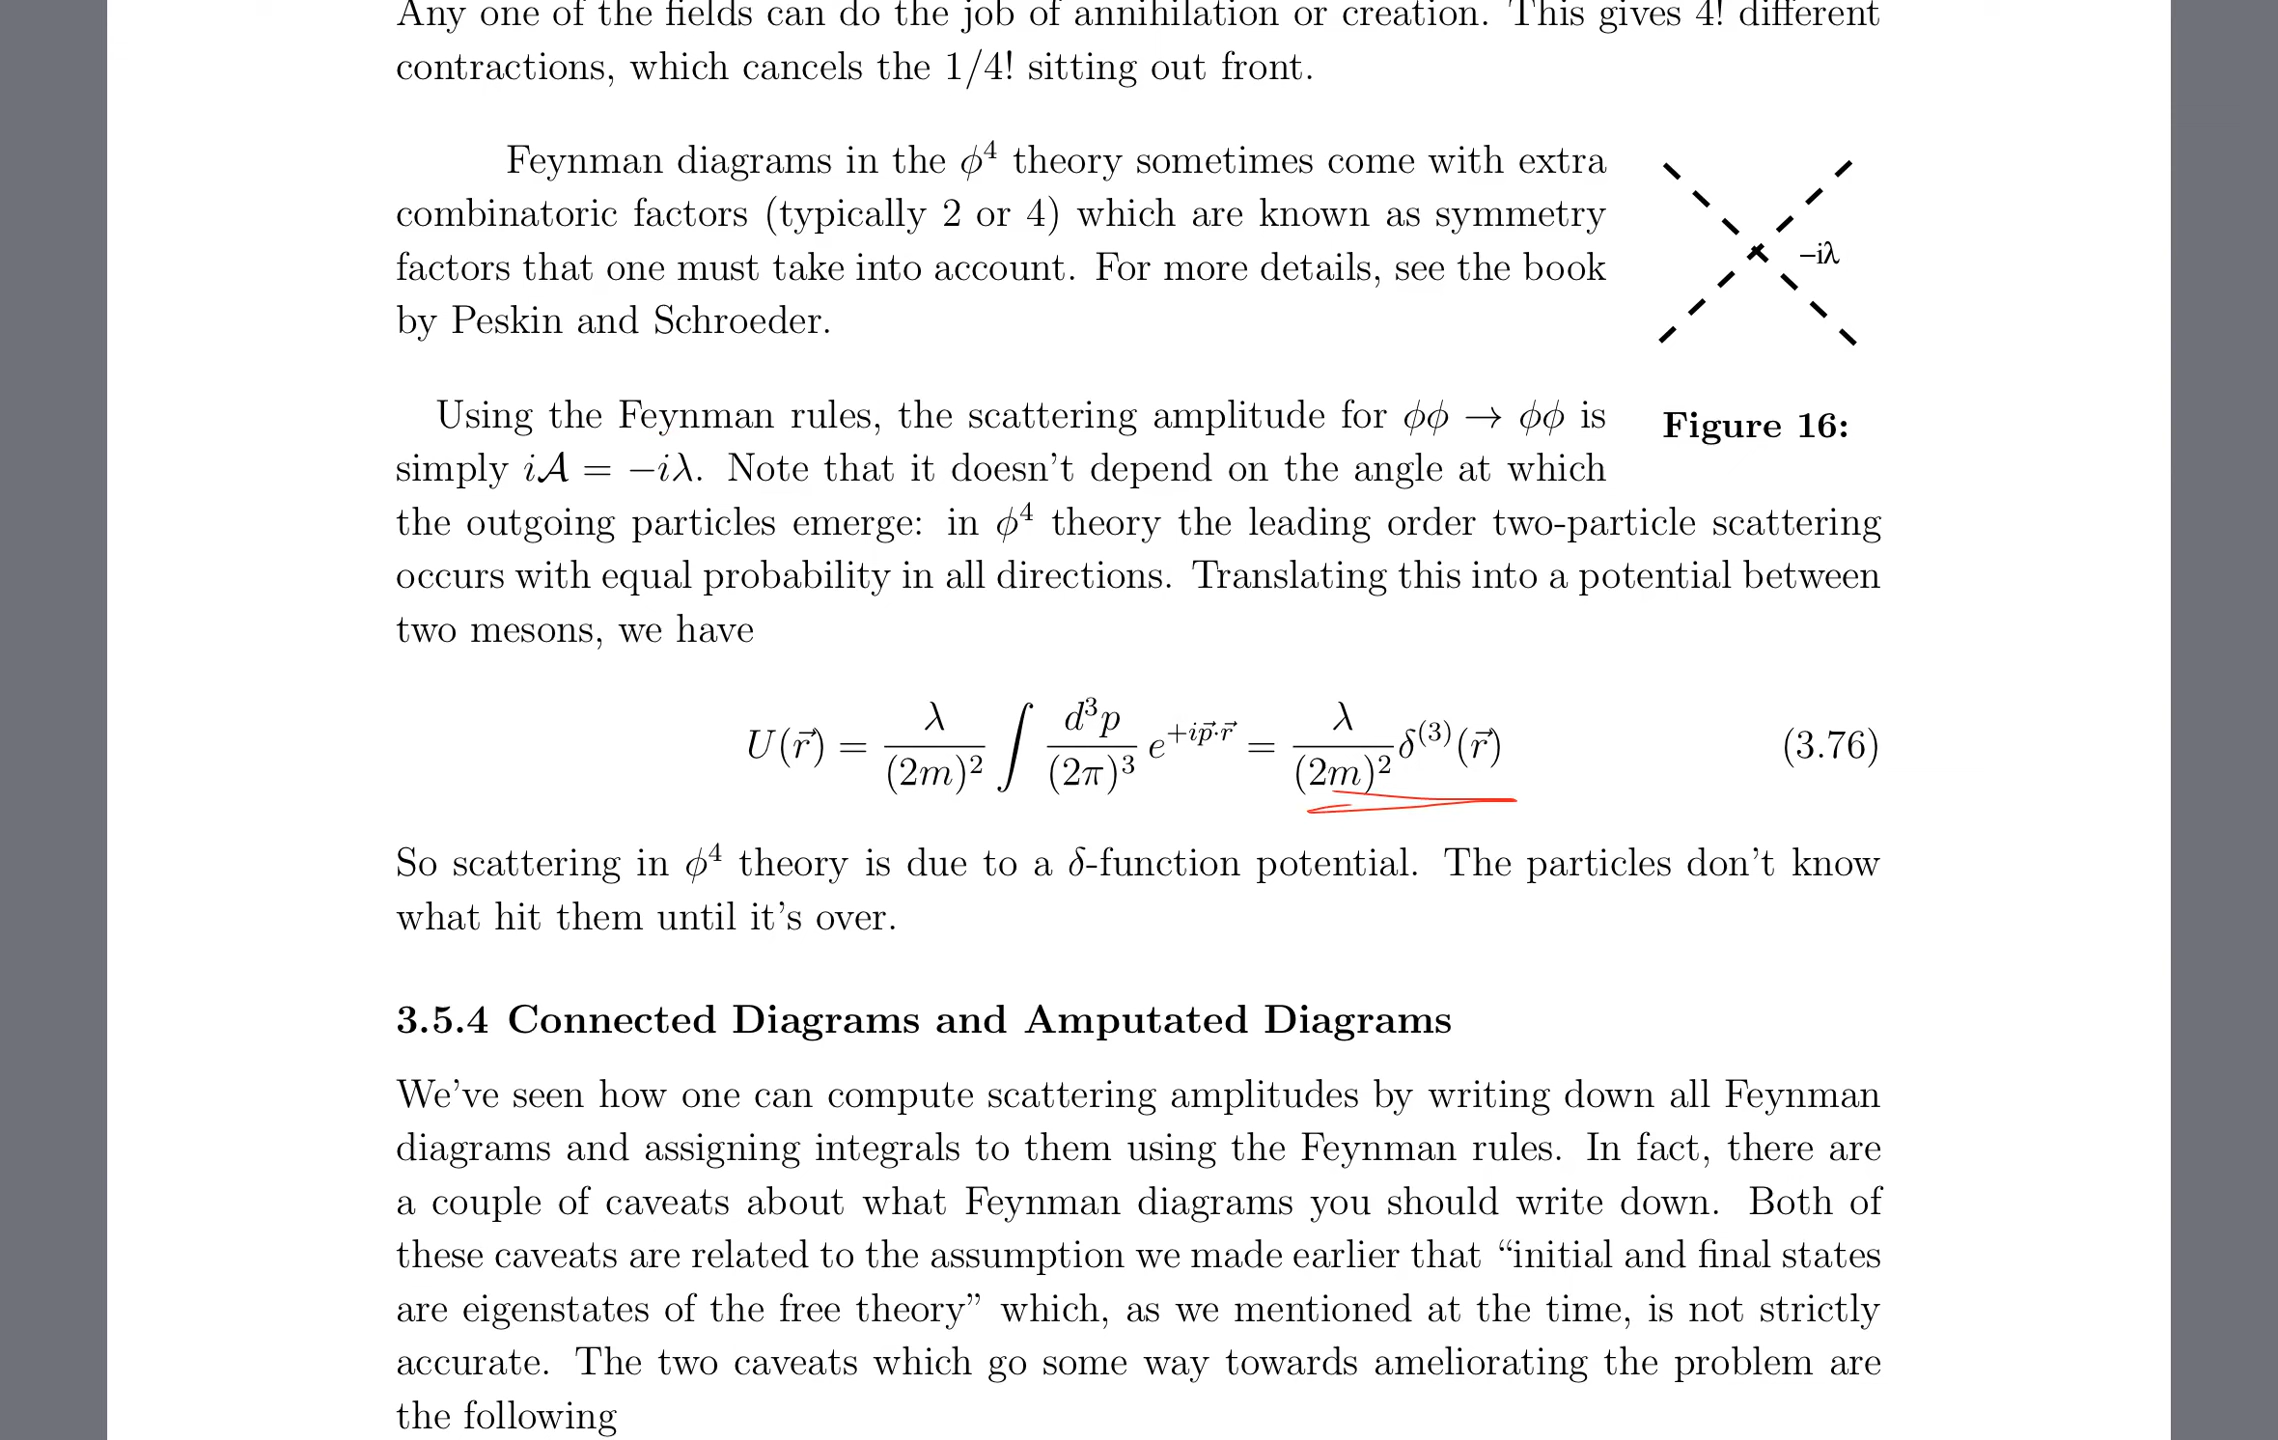 Any one of the fields can do the job of annihilation or creation. This gives 4! different
contractions, which cancels the 1/4! sitting out front.
Feynman diagrams in the ϕ⁴ theory sometimes come with extra
combinatoric factors (typically 2 or 4) which are known as symmetry
factors that one must take into account. For more details, see the book
by Peskin and Schroeder.
−iλ
Using the Feynman rules, the scattering amplitude for ϕϕ → ϕϕ is
simply i𝒜 = −iλ. Note that it doesn't depend on the angle at which
Figure 16:
the outgoing particles emerge: in ϕ⁴ theory the leading order two-particle scattering
occurs with equal probability in all directions. Translating this into a potential between
two mesons, we have
U(r⃗) = λ/(2m)² ∫ d³p/(2π)³ e^{+ip⃗·r⃗} = λ/(2m)² δ⁽³⁾(r⃗) (3.76)
So scattering in ϕ⁴ theory is due to a δ-function potential. The particles don't know
what hit them until it's over.
3.5.4 Connected Diagrams and Amputated Diagrams
We've seen how one can compute scattering amplitudes by writing down all Feynman
diagrams and assigning integrals to them using the Feynman rules. In fact, there are
a couple of caveats about what Feynman diagrams you should write down. Both of
these caveats are related to the assumption we made earlier that "initial and final states
are eigenstates of the free theory" which, as we mentioned at the time, is not strictly
accurate. The two caveats which go some way towards ameliorating the problem are
the following